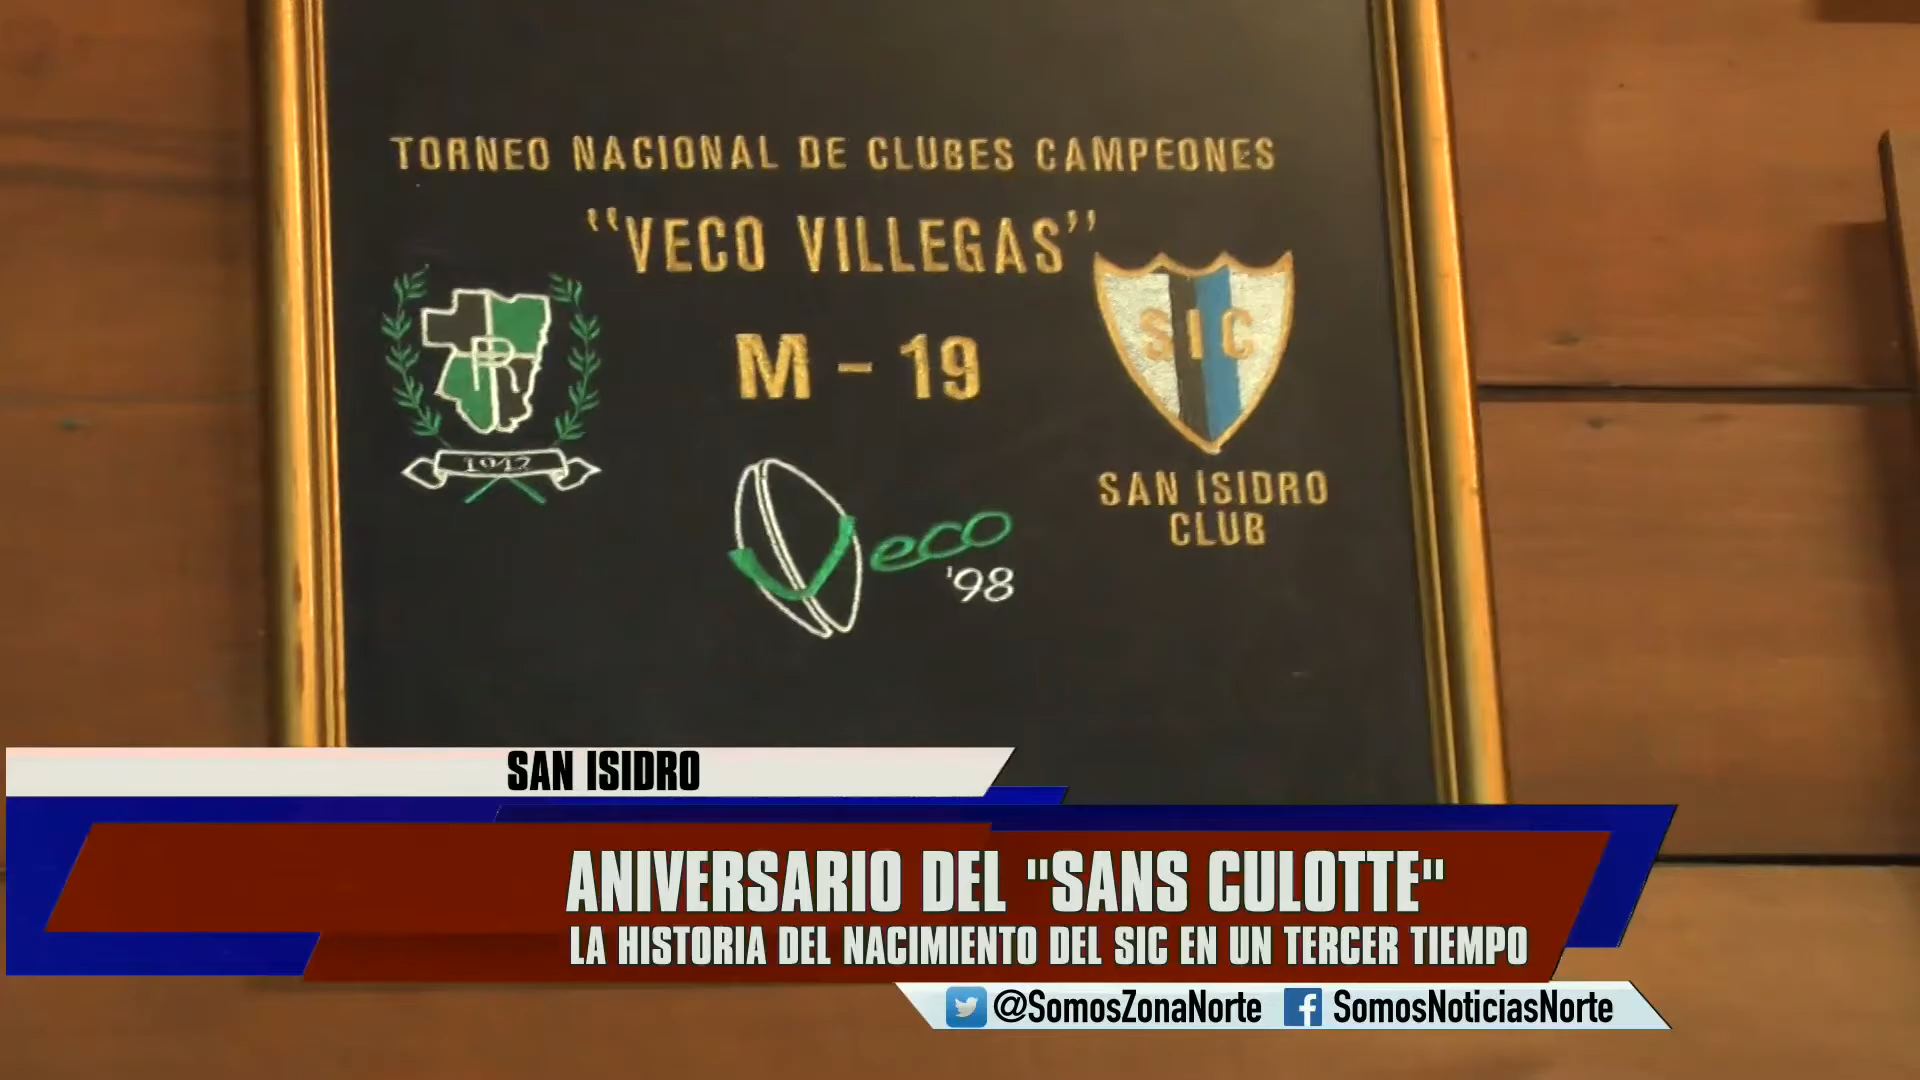 TORNEO NACIONAL DE CLUBES CAMPEONES
"VECO VILLEGAS"
M - 19
R
1942
SIC
SAN ISIDRO
CLUB
Veco
'98
SAN ISIDRO
ANIVERSARIO DEL "SANS CULOTTE"
LA HISTORIA DEL NACIMIENTO DEL SIC EN UN TERCER TIEMPO
@SomosZonaNorte SomosNoticiasNorte